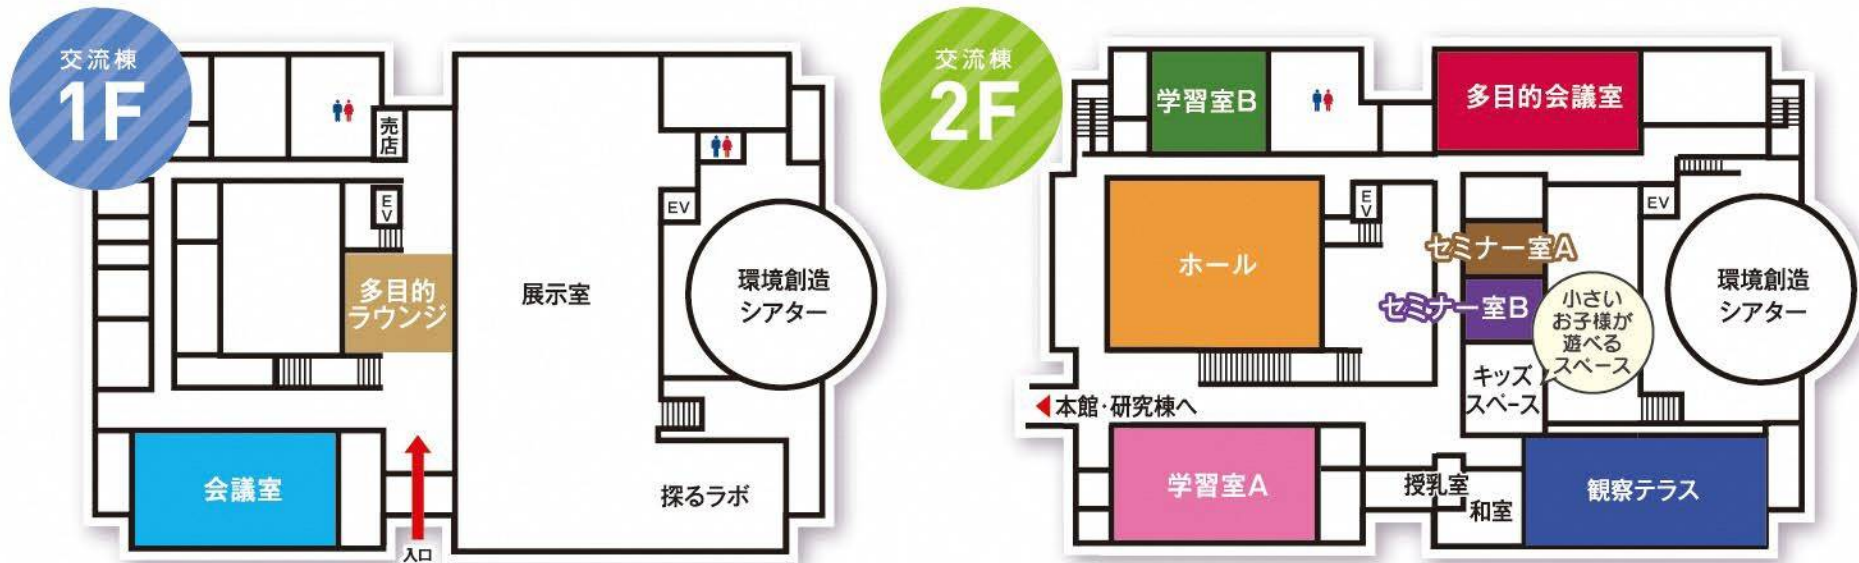 交流棟
1F
売店
EV
EV
多目的
ラウンジ
展示室
環境創造
シアター
会議室
探るラボ
入口
交流棟
2F
学習室B
多目的会議室
EV
EV
ホール
セミナー室A
セミナー室B
小さい
お子様が
遊べる
スペース
環境創造
シアター
キッズ
スペース
本館・研究棟へ
学習室A
授乳室
和室
観察テラス